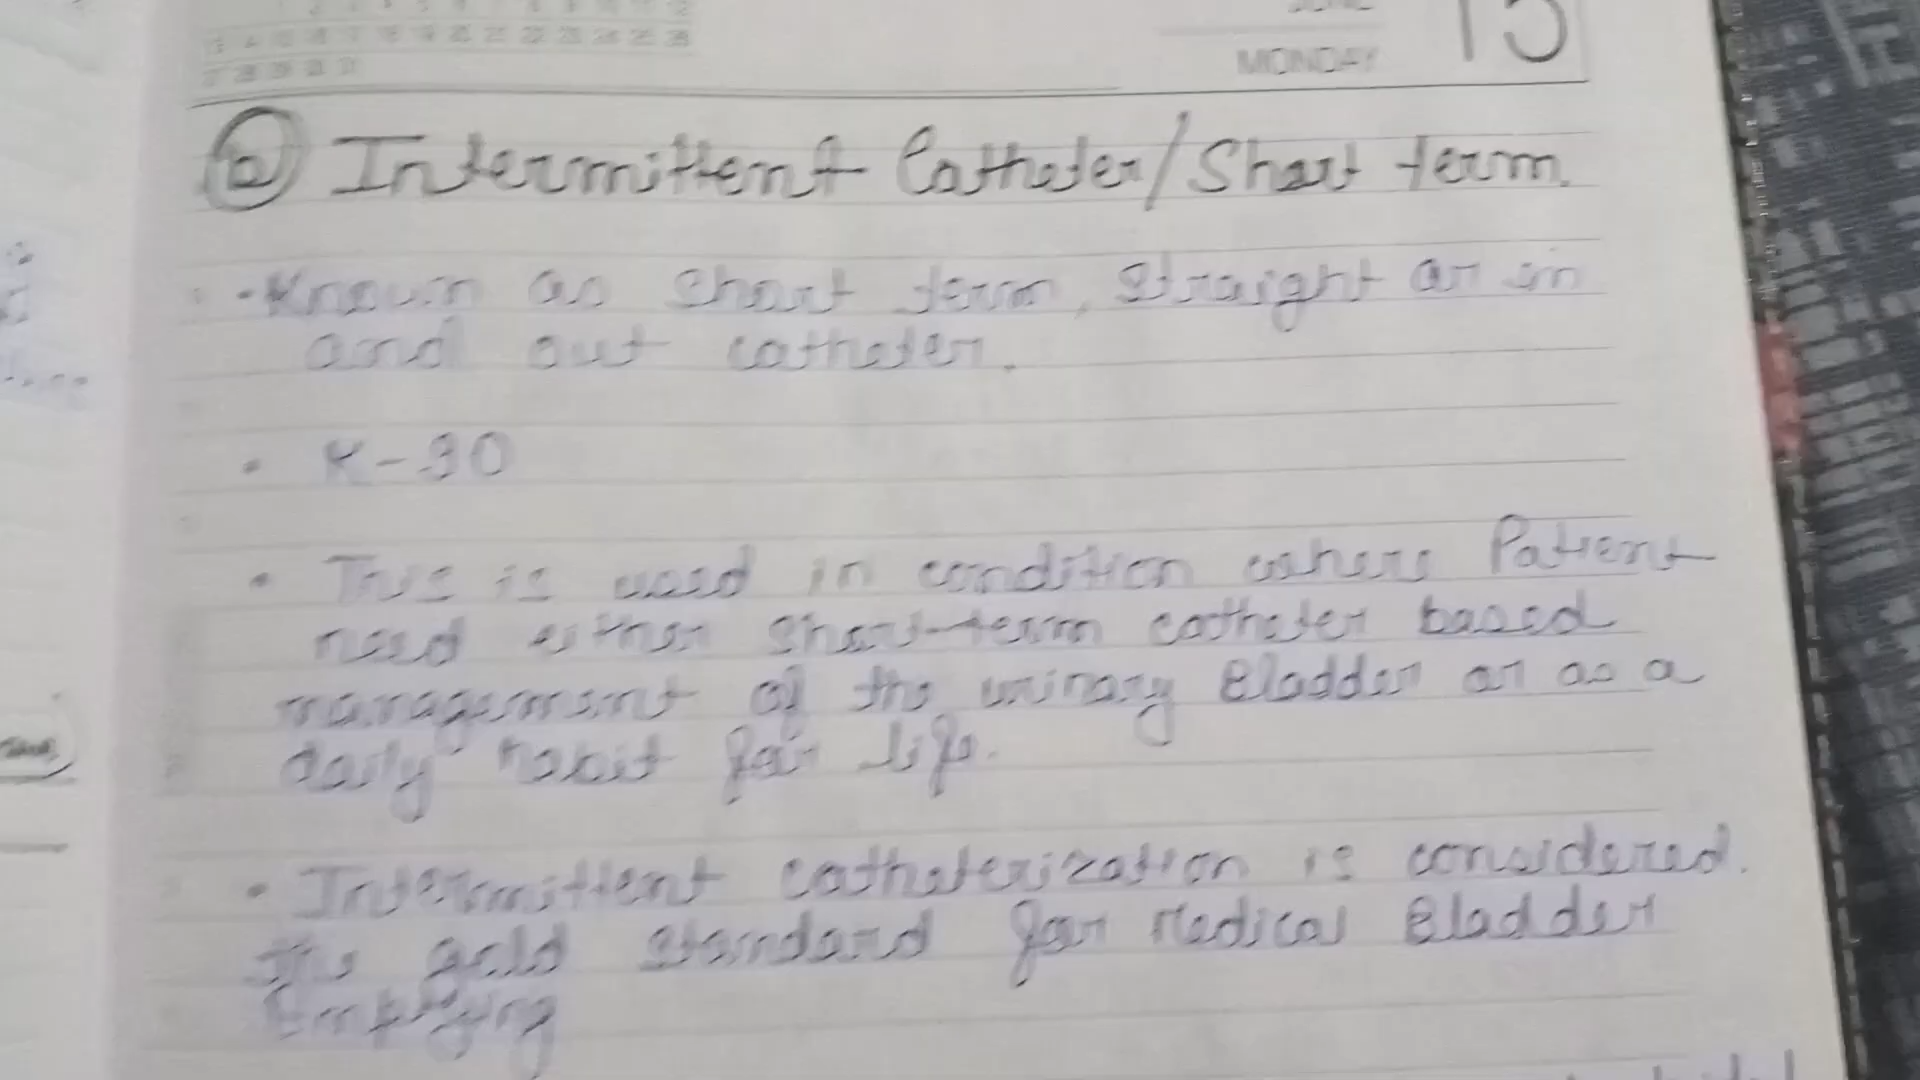 MONDAY 15
a Intermittent Catheter/Short term.
• Known as short term, straight or in
and out catheter.
• K-90
• This is used in condition where Patient
need either short-term catheter based
management of the urinary Bladder or as a
daily habit for life.
• Intermittent catheterization is considered.
the gold standard for Medical Bladder
Emptying